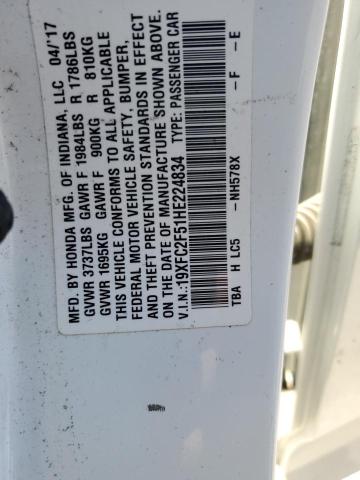 MFD. BY HONDA MFG. OF INDIANA, LLC 04/'17
GVWR 3737LBS GAWR F 1984LBS R 1786LBS
GVWR 1695KG GAWR F 900KG R 810KG
THIS VEHICLE CONFORMS TO ALL APPLICABLE
FEDERAL MOTOR VEHICLE SAFETY, BUMPER,
AND THEFT PREVENTION STANDARDS IN EFFECT
ON THE DATE OF MANUFACTURE SHOWN ABOVE.
V.I.N.:19XFC2F51HE224834 TYPE: PASSENGER CAR
-NH578X -F -E
TBA H LC5